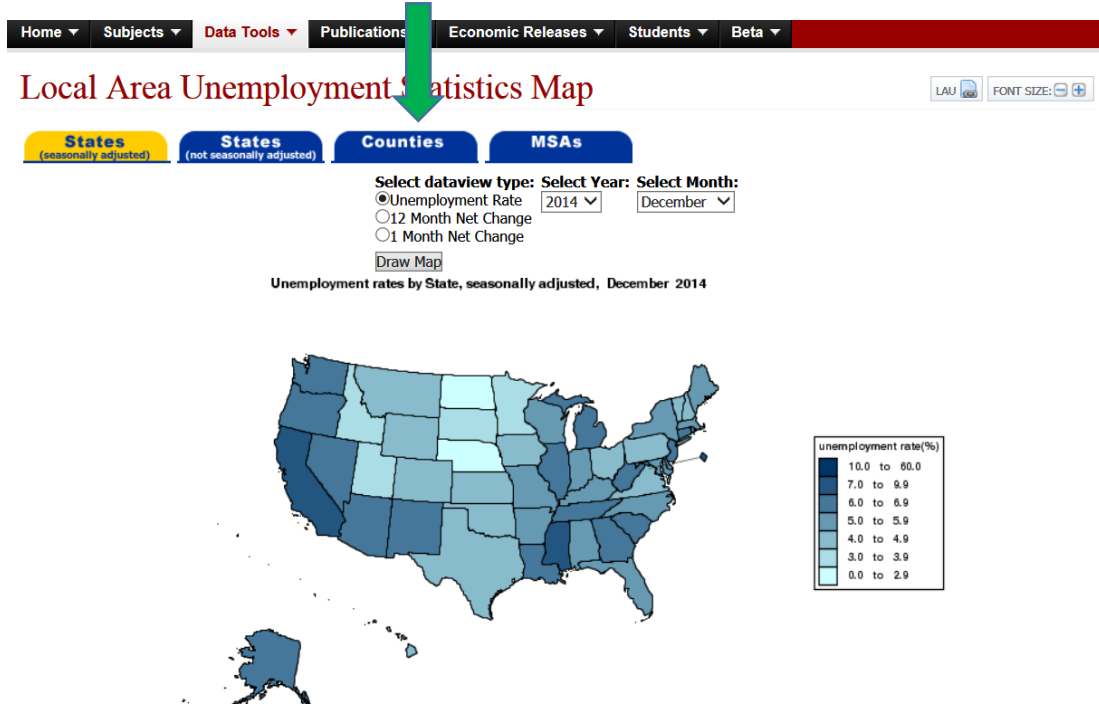 Home ▼ Subjects ▼ Data Tools ▼ Publications Economic Releases ▼ Students ▼ Beta ▼
Local Area Unemployment Statistics Map
LAU FONT SIZE:
States
(seasonally adjusted)
States
(not seasonally adjusted)
Counties
MSAs
Select dataview type: Select Year: Select Month:
Unemployment Rate 2014 December
12 Month Net Change
1 Month Net Change
Draw Map
Unemployment rates by State, seasonally adjusted, December 2014
unemployment rate(%)
10.0 to 60.0
7.0 to 9.9
6.0 to 6.9
5.0 to 5.9
4.0 to 4.9
3.0 to 3.9
0.0 to 2.9